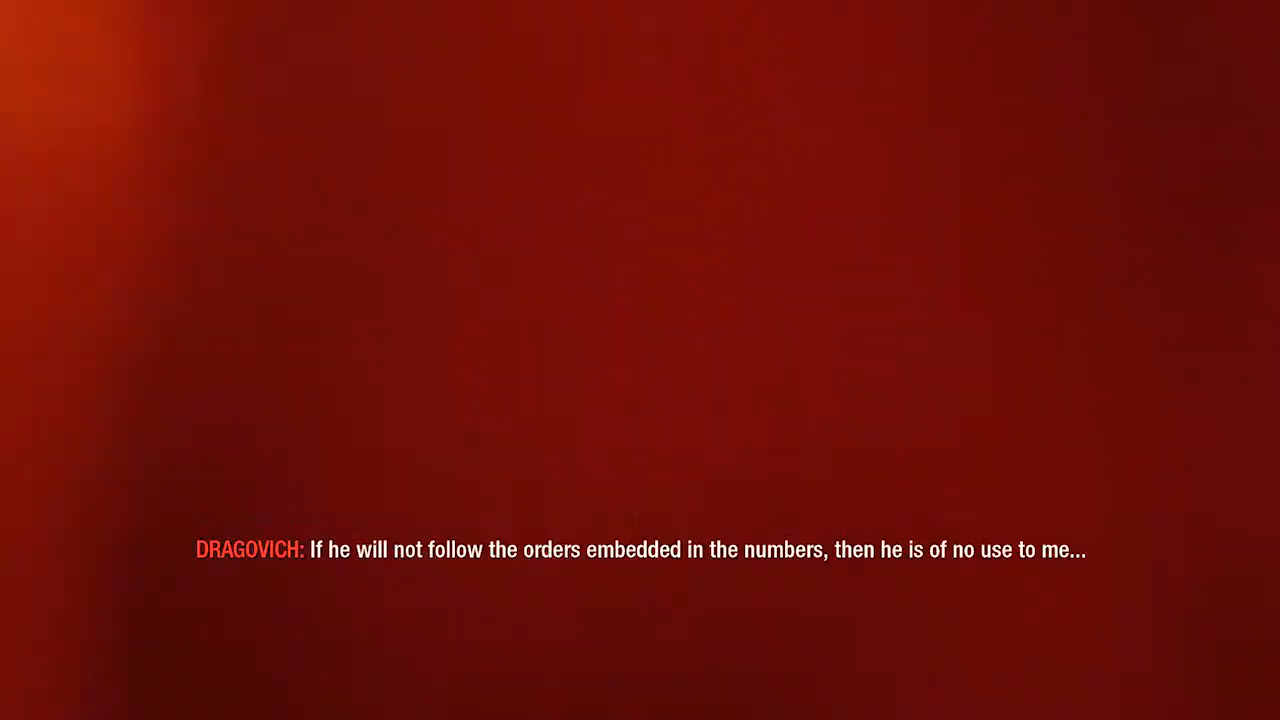 DRAGOVICH: If he will not follow the orders embedded in the numbers, then he is of no use to me...